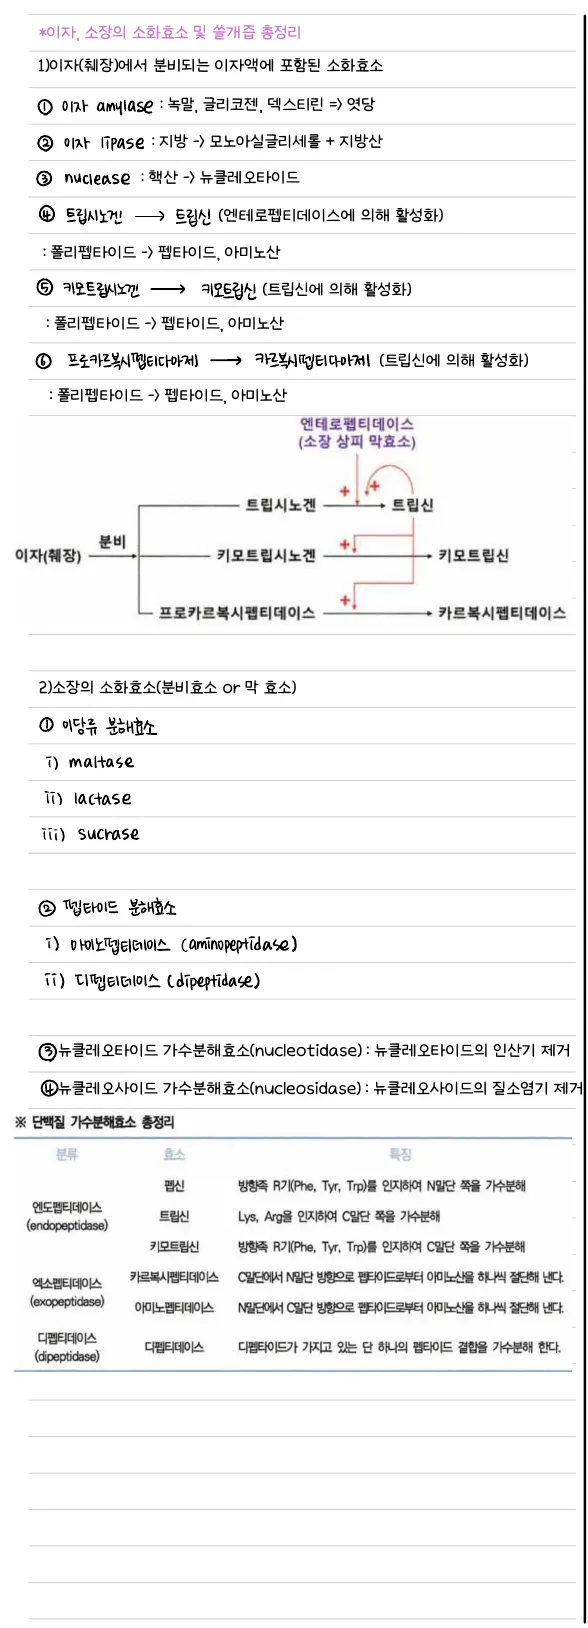 *이자, 소장의 소화효소 및 쓸개즙 총정리
1)이자(췌장)에서 분비되는 이자액에 포함된 소화효소
① 이자 amylase : 녹말, 글리코젠, 덱스티린 => 엿당
② 이자 lipase : 지방 -> 모노아실글리세롤 + 지방산
③ nuclease : 핵산 -> 뉴클레오타이드
④ 트립시노겐 → 트립신 (엔테로펩티데이스에 의해 활성화)
: 폴리펩타이드 -> 펩타이드, 아미노산
⑤ 키모트립시노겐 → 키모트립신 (트립신에 의해 활성화)
: 폴리펩타이드 -> 펩타이드, 아미노산
⑥ 프로카르복시펩티다아제 → 카르복시펩티다아제 (트립신에 의해 활성화)
: 폴리펩타이드 -> 펩타이드, 아미노산
엔테로펩티데이스
(소장 상피 막효소)
+ +
트립시노겐 → 트립신
분비
+
이자(췌장) 키모트립시노겐 → 키모트립신
+
프로카르복시펩티데이스 → 카르복시펩티데이스
2)소장의 소화효소(분비효소 or 막 효소)
① 이당류 분해효소
i) maltase
ii) lactase
iii) sucrase
② 펩타이드 분해효소
i) 아미노펩티데이스 (aminopeptidase)
ii) 디펩티데이스 (dipeptidase)
③뉴클레오타이드 가수분해효소(nucleotidase) : 뉴클레오타이드의 인산기 제거
④뉴클레오사이드 가수분해효소(nucleosidase) : 뉴클레오사이드의 질소염기 제거
※ 단백질 가수분해효소 총정리
분류 효소 특징
엔도펩티데이스
(endopeptidase)
펩신 방향족 R기(Phe, Tyr, Trp)를 인지하여 N말단 쪽을 가수분해
트립신 Lys, Arg을 인지하여 C말단 쪽을 가수분해
키모트립신 방향족 R기(Phe, Tyr, Trp)를 인지하여 C말단 쪽을 가수분해
엑소펩티데이스
(exopeptidase)
카르복시펩티데이스 C말단에서 N말단 방향으로 펩타이드로부터 아미노산을 하나씩 절단해 낸다.
아미노펩티데이스 N말단에서 C말단 방향으로 펩타이드로부터 아미노산을 하나씩 절단해 낸다.
디펩티데이스
(dipeptidase)
디펩티데이스 디펩타이드가 가지고 있는 단 하나의 펩타이드 결합을 가수분해 한다.